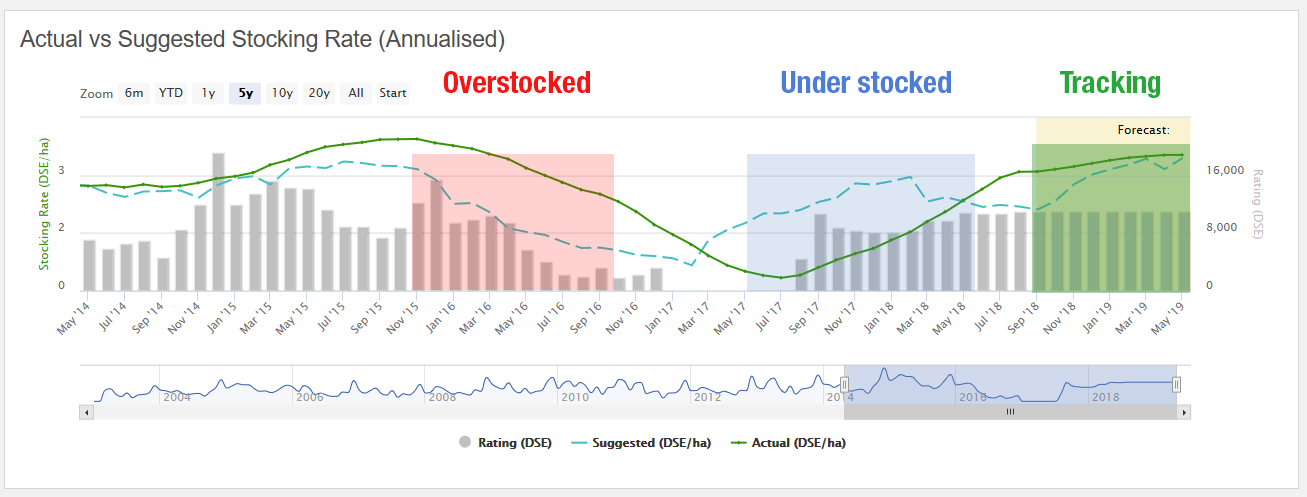 Actual vs Suggested Stocking Rate (Annualised)
Overstocked
Under stocked
Tracking
Zoom 6m YTD 1y 5y 10y 20y All Start
Forecast:
Stocking Rate (DSE/ha)
3
2
0
16,000
8,000
0
Rating (DSE)
May '14 Jul '14 Sep '14 Nov '14 Jan '15 Mar '15 May '15 Jul '15 Sep '15 Nov '15 Jan '16 Mar '16 May '16 Jul '16 Sep '16 Nov '16 Jan '17 Mar '17 May '17 Jul '17 Sep '17 Nov '17 Jan '18 Mar '18 May '18 Jul '18 Sep '18 Nov '18 Jan '19 Mar '19 May '19
2004 2006 2008 2010 2012 2014 2016 2018
Rating (DSE) Suggested (DSE/ha) Actual (DSE/ha)